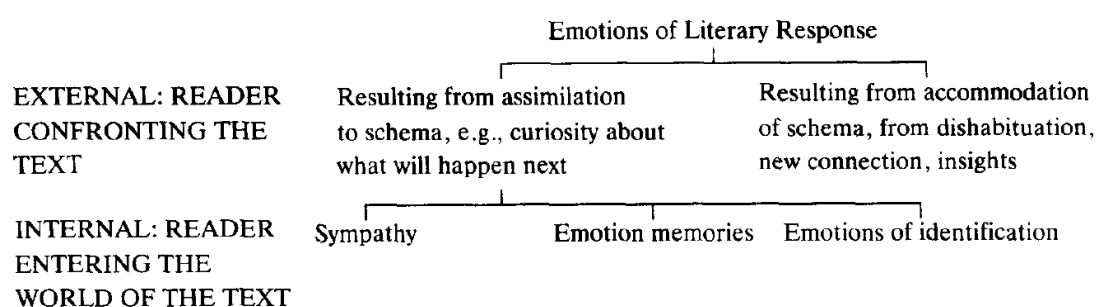 Emotions of Literary Response
EXTERNAL: READER
CONFRONTING THE
TEXT
Resulting from assimilation
to schema, e.g., curiosity about
what will happen next
Resulting from accommodation
of schema, from dishabituation,
new connection, insights
INTERNAL: READER
ENTERING THE
WORLD OF THE TEXT
Sympathy
Emotion memories
Emotions of identification